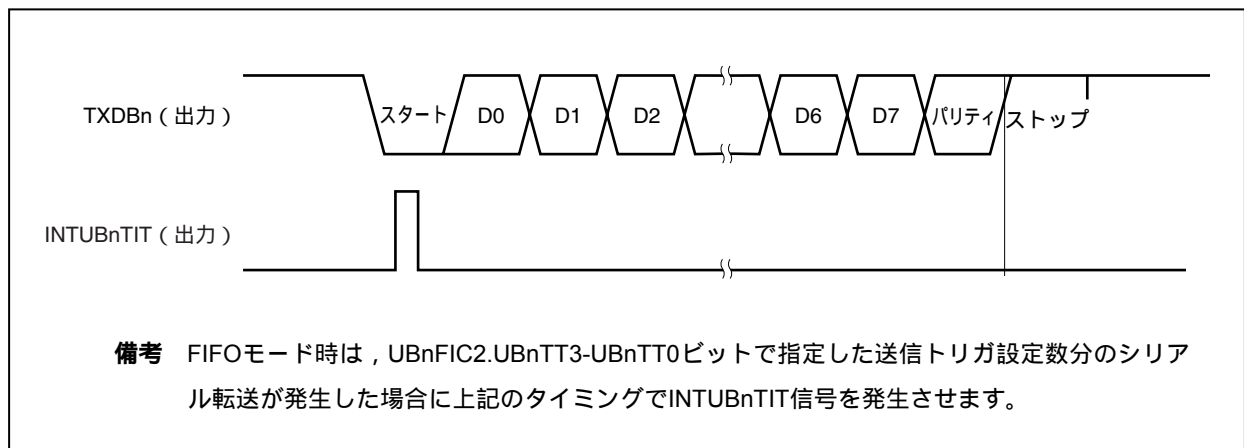 TXDBn（出力） スタート D0 D1 D2 D6 D7 パリティ ストップ
INTUBnTIT（出力）
備考 FIFOモード時は，UBnFIC2.UBnTT3-UBnTT0ビットで指定した送信トリガ設定数分のシリア
ル転送が発生した場合に上記のタイミングでINTUBnTIT信号を発生させます。